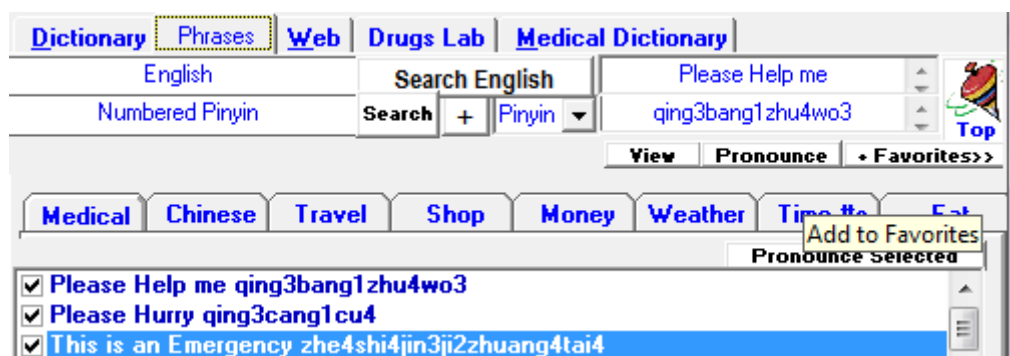 Dictionary Phrases Web Drugs Lab Medical Dictionary
English Search English Please Help me
Numbered Pinyin Search + Pinyin qing3bang1zhu4wo3 Top
View Pronounce + Favorites>>
Medical Chinese Travel Shop Money Weather Time Eat
Add to Favorites
Pronounce Selected
Please Help me qing3bang1zhu4wo3
Please Hurry qing3cang1cu4
This is an Emergency zhe4shi4jin3ji2zhuang4tai4